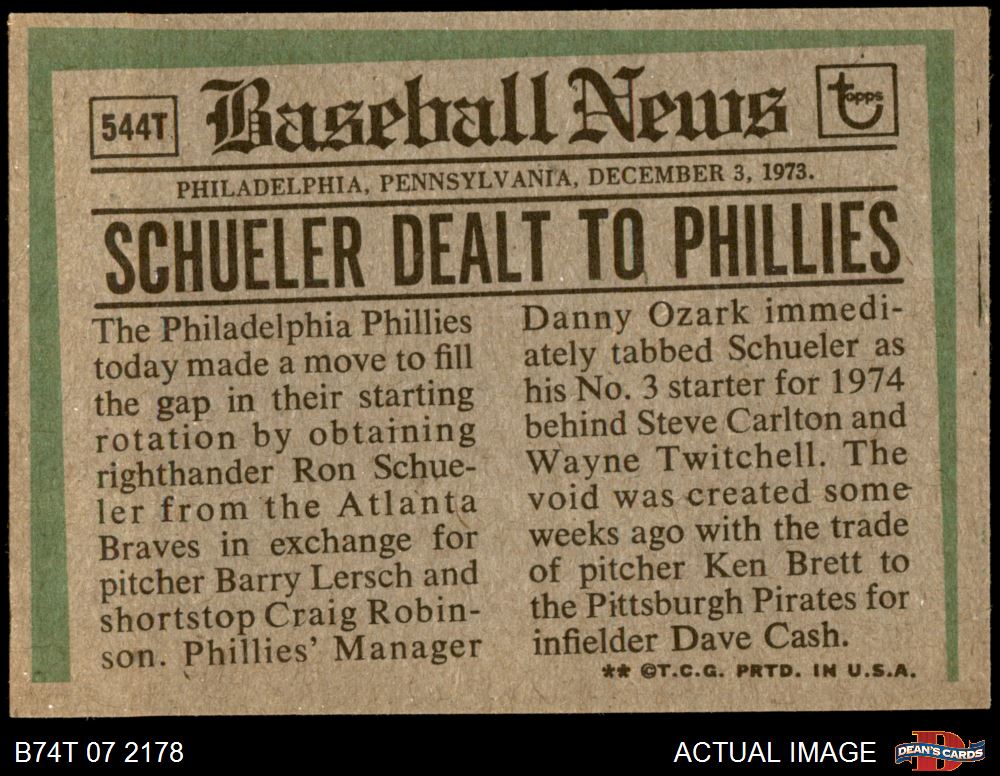 544T
Baseball News
topps
PHILADELPHIA, PENNSYLVANIA, DECEMBER 3, 1973.
SCHUELER DEALT TO PHILLIES
The Philadelphia Phillies
today made a move to fill
the gap in their starting
rotation by obtaining
righthander Ron Schue-
ler from the Atlanta
Braves in exchange for
pitcher Barry Lersch and
shortstop Craig Robin-
son. Phillies' Manager
Danny Ozark immedi-
ately tabbed Schueler as
his No. 3 starter for 1974
behind Steve Carlton and
Wayne Twitchell. The
void was created some
weeks ago with the trade
of pitcher Ken Brett to
the Pittsburgh Pirates for
infielder Dave Cash.
** ©T.C.G. PRTD. IN U.S.A.
B74T 07 2178
ACTUAL IMAGE
DEAN'S CARDS